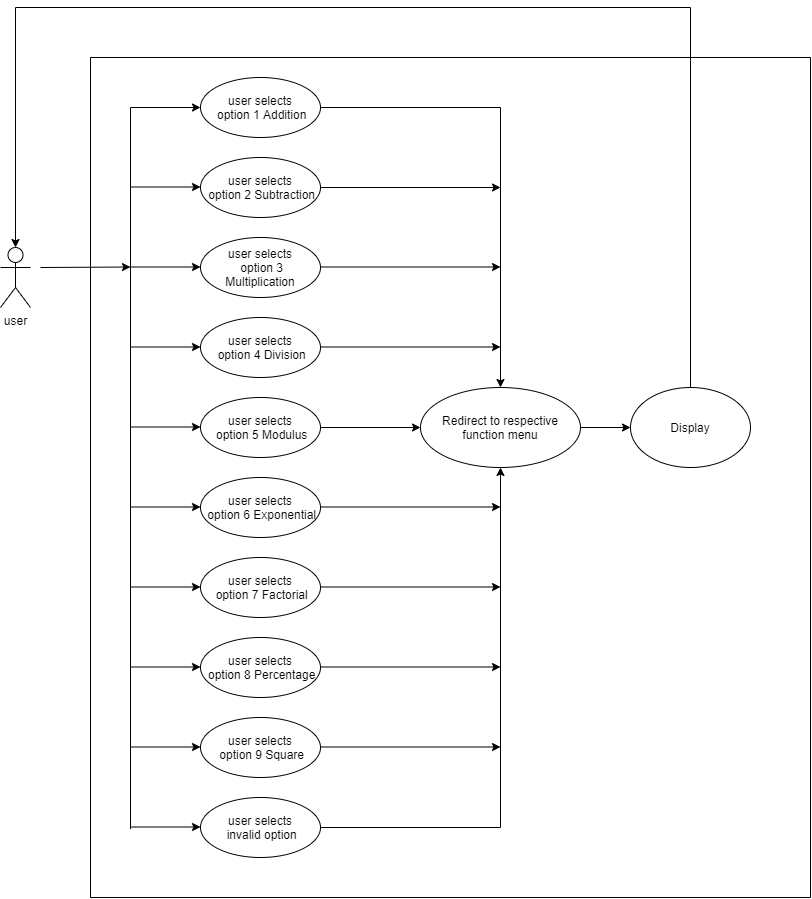 user selects
option 1 Addition
user selects
option 2 Subtraction
user selects
option 3
Multiplication
user
user selects
option 4 Division
user selects
option 5 Modulus
Redirect to respective
function menu
Display
user selects
option 6 Exponential
user selects
option 7 Factorial
user selects
option 8 Percentage
user selects
option 9 Square
user selects
invalid option